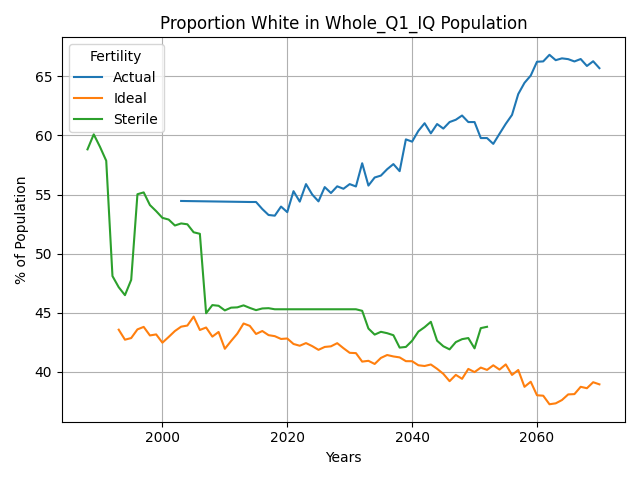 Proportion White in Whole_Q1_IQ Population
Fertility
Actual
Ideal
Sterile
% of Population
65
60
55
50
45
40
2000
2020
2040
2060
Years